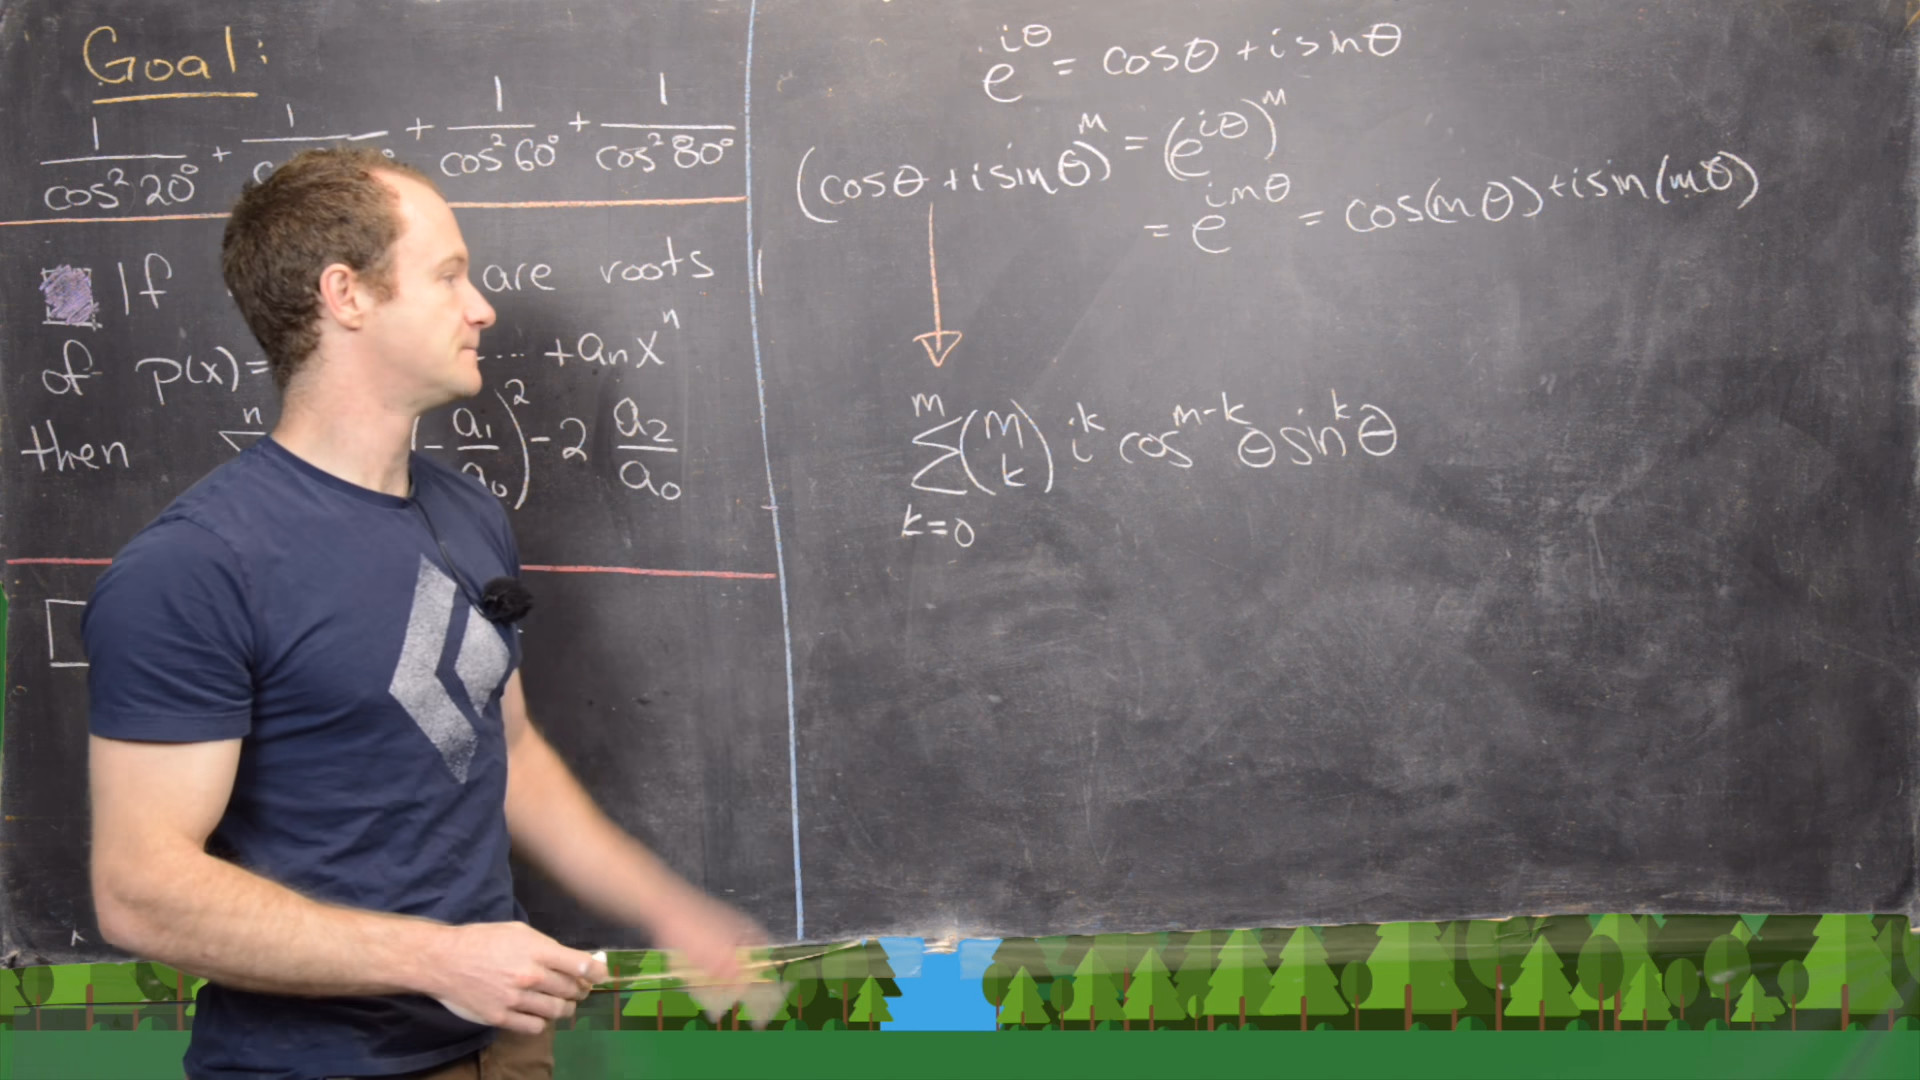 Goal:
1/cos²20° + 1/c ° + 1/cos²60° + 1/cos²80°
If are roots
of p(x)= ... + aₙxⁿ
then n (-a₁/a₀)² - 2 a₂/a₀
e^{iθ} = cosθ + i sinθ
(cosθ + i sinθ)^m = (e^{iθ})^m
= e^{imθ} = cos(mθ) + i sin(mθ)
m
∑ (m k) i^k cos^{m-k}θ sin^kθ
k=0